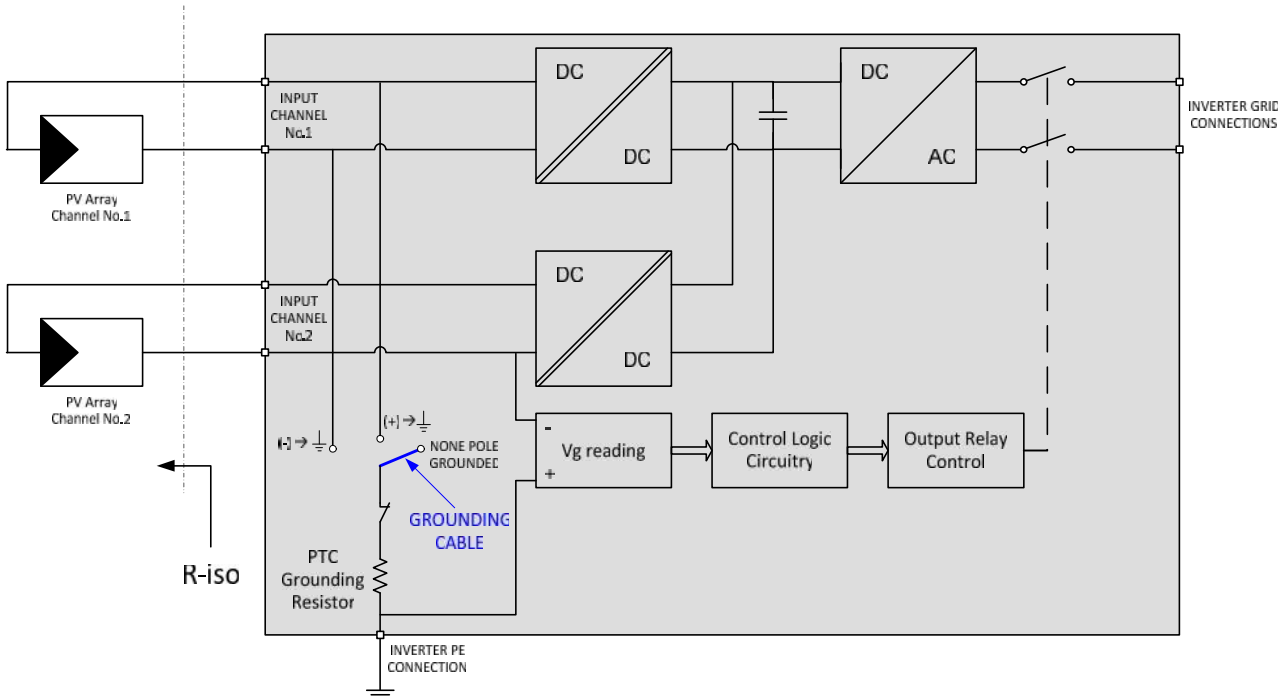 DC
DC
DC
AC
INPUT
CHANNEL
No.1
INVERTER GRID
CONNECTIONS
PV Array
Channel No.1
DC
DC
INPUT
CHANNEL
No.2
PV Array
Channel No.2
(-) →
(+) →
NONE POLE
GROUNDED
-
+
Vg reading
Control Logic
Circuitry
Output Relay
Control
GROUNDING
CABLE
R-iso
PTC
Grounding
Resistor
INVERTER PE
CONNECTION